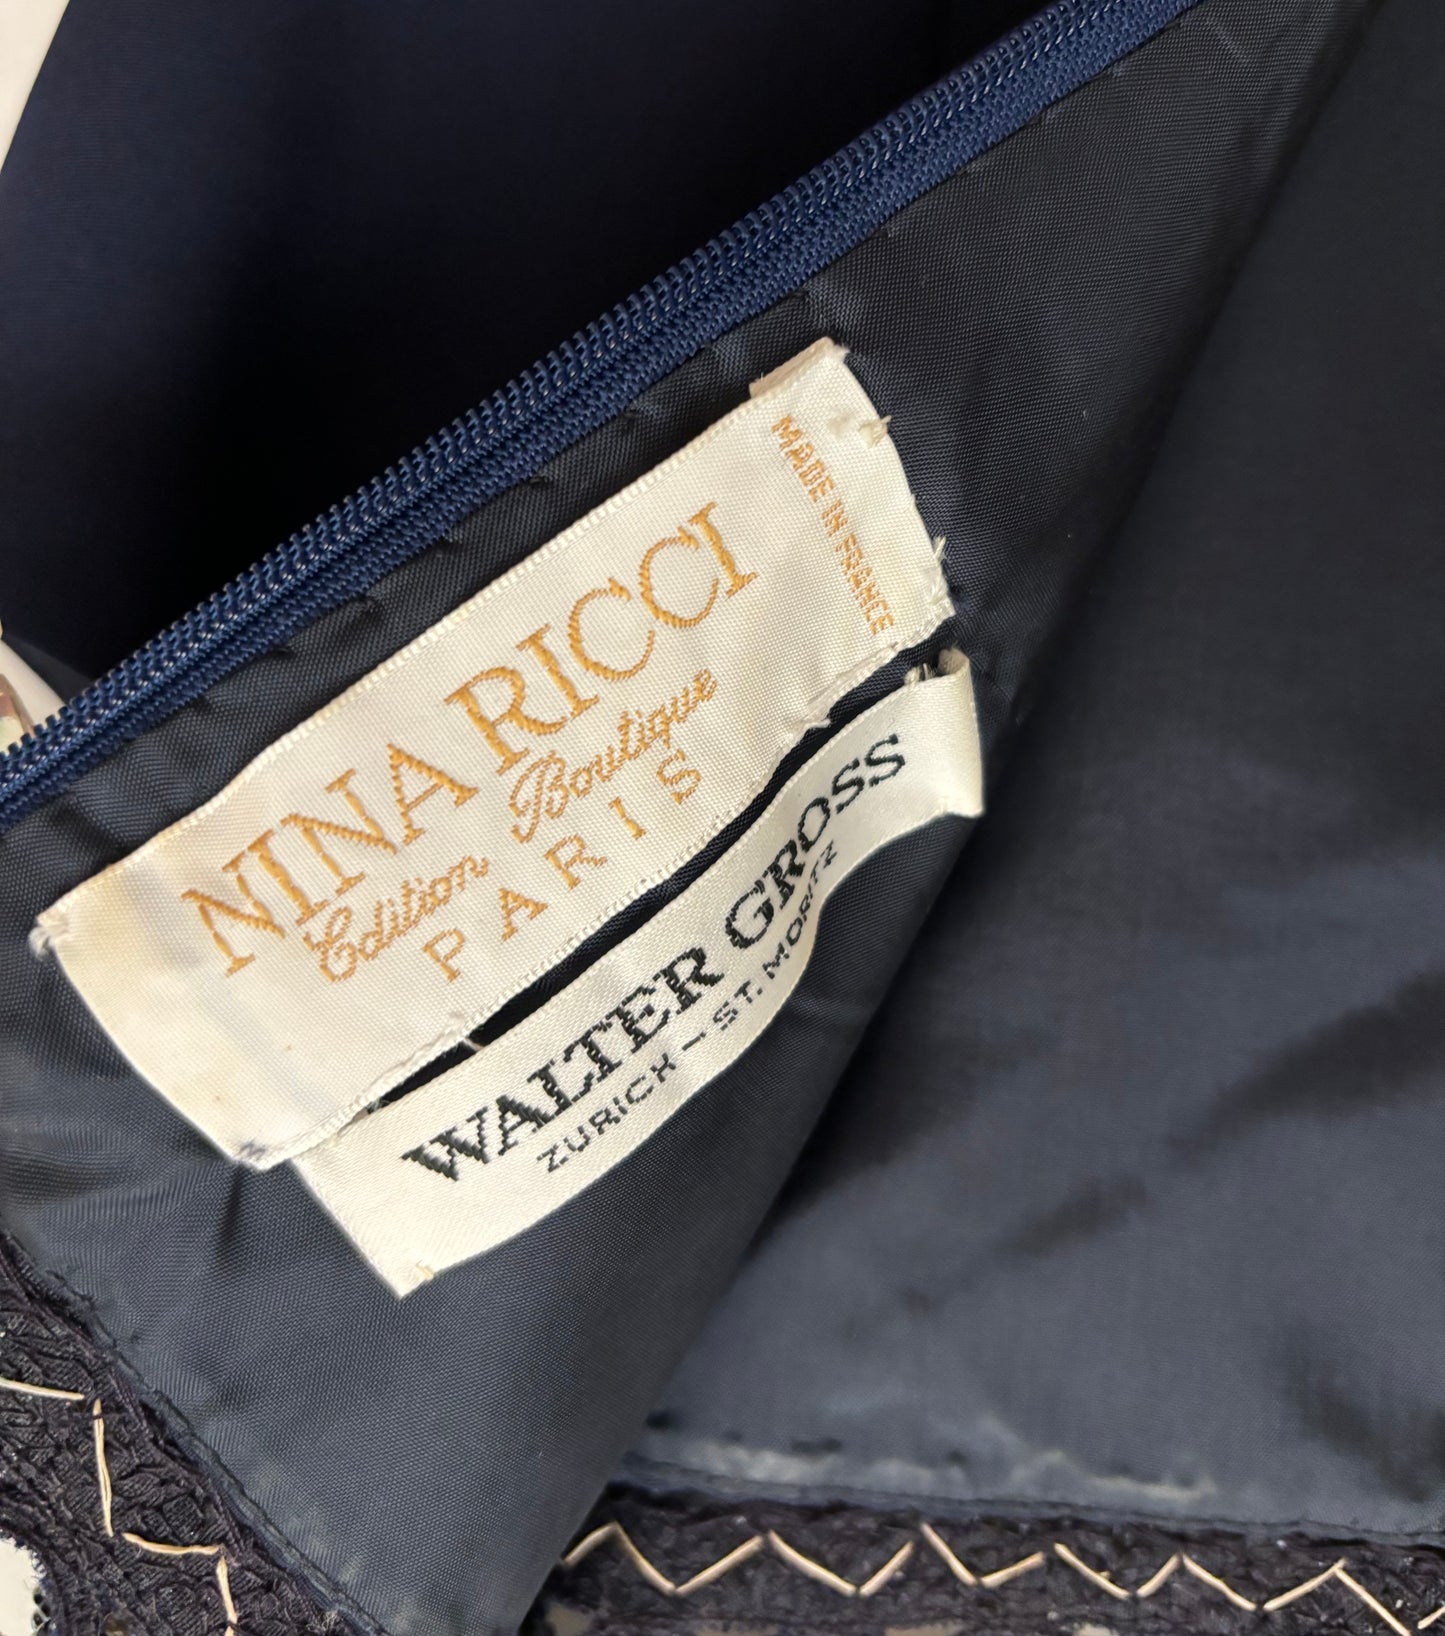 NINA RICCI
Edition Boutique
PARIS
MADE IN FRANCE
WALTER GROSS
ZURICH – ST. MORITZ